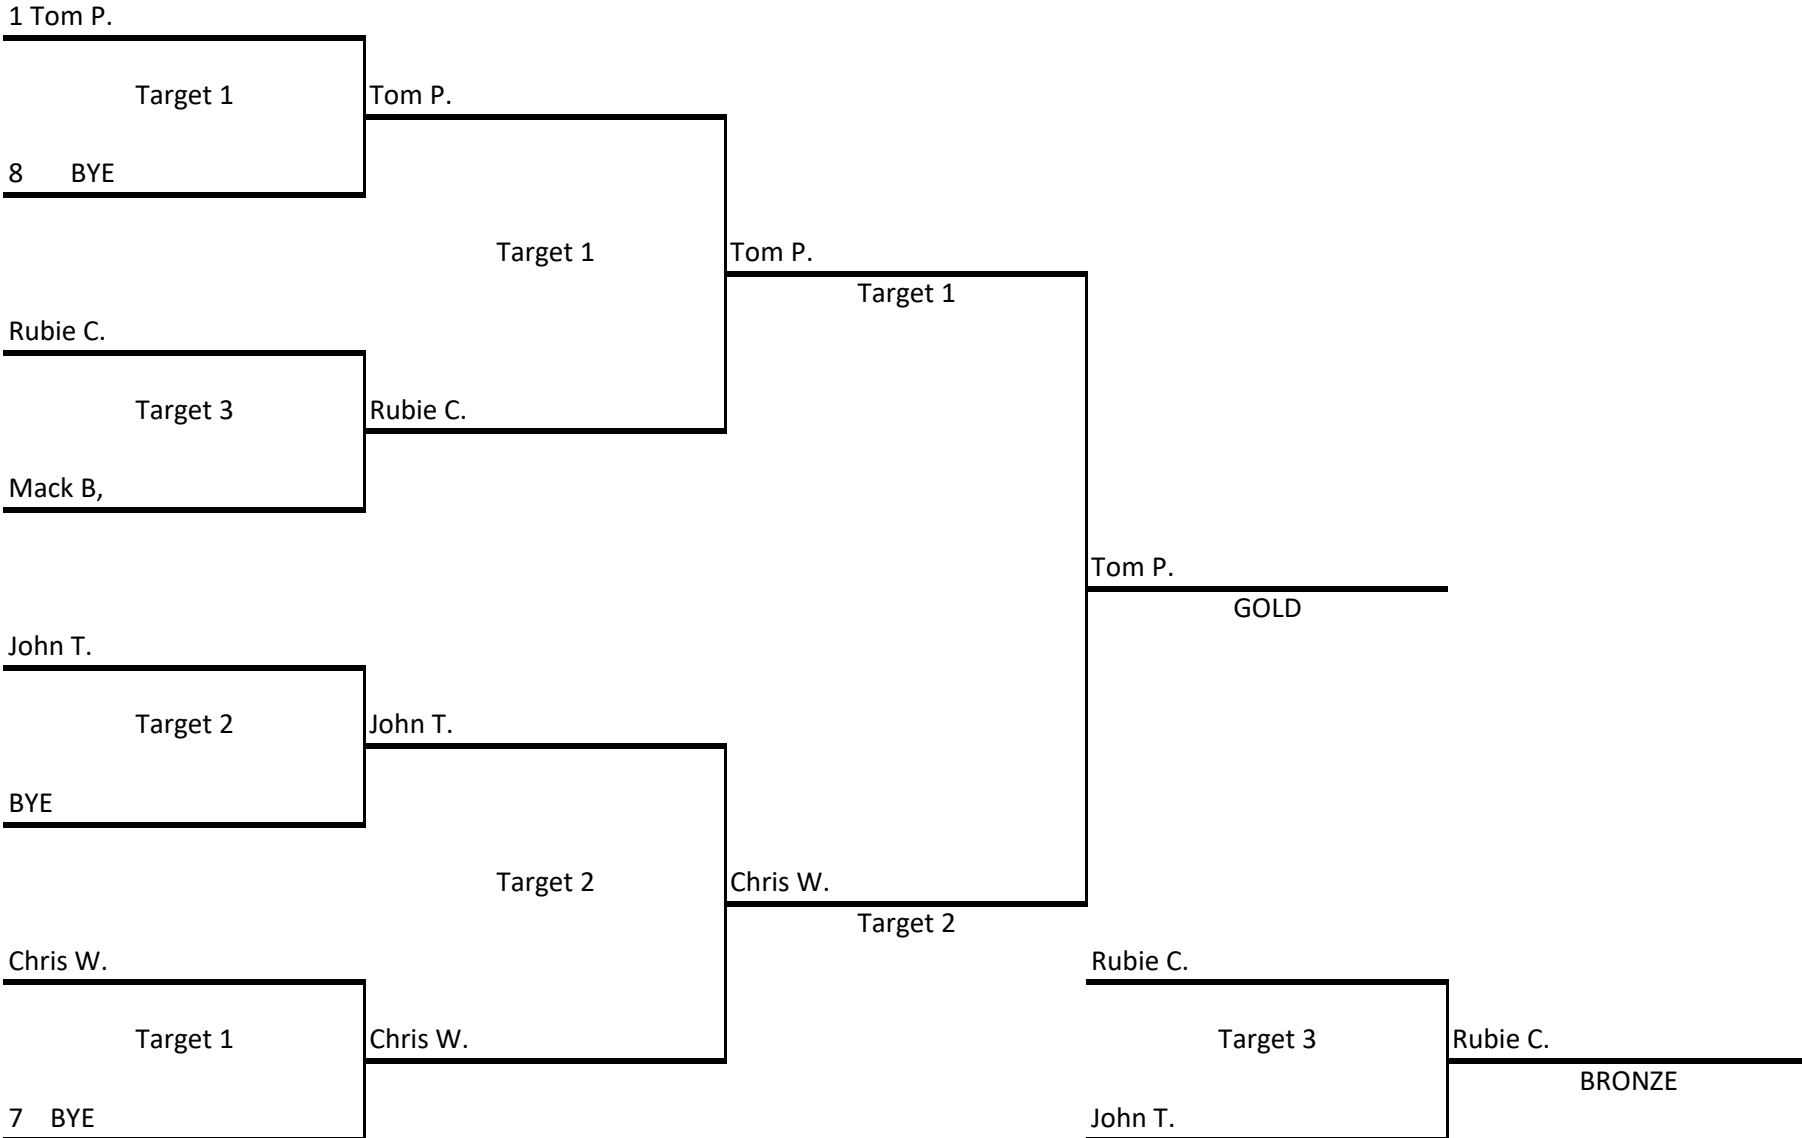 1 Tom P.
Target 1
Tom P.
8 BYE
Target 1
Tom P.
Target 1
Rubie C.
Target 3
Rubie C.
Mack B,
Tom P.
GOLD
John T.
Target 2
John T.
BYE
Target 2
Chris W.
Target 2
Chris W.
Rubie C.
Target 1
Chris W.
Target 3
Rubie C.
BRONZE
7 BYE
John T.